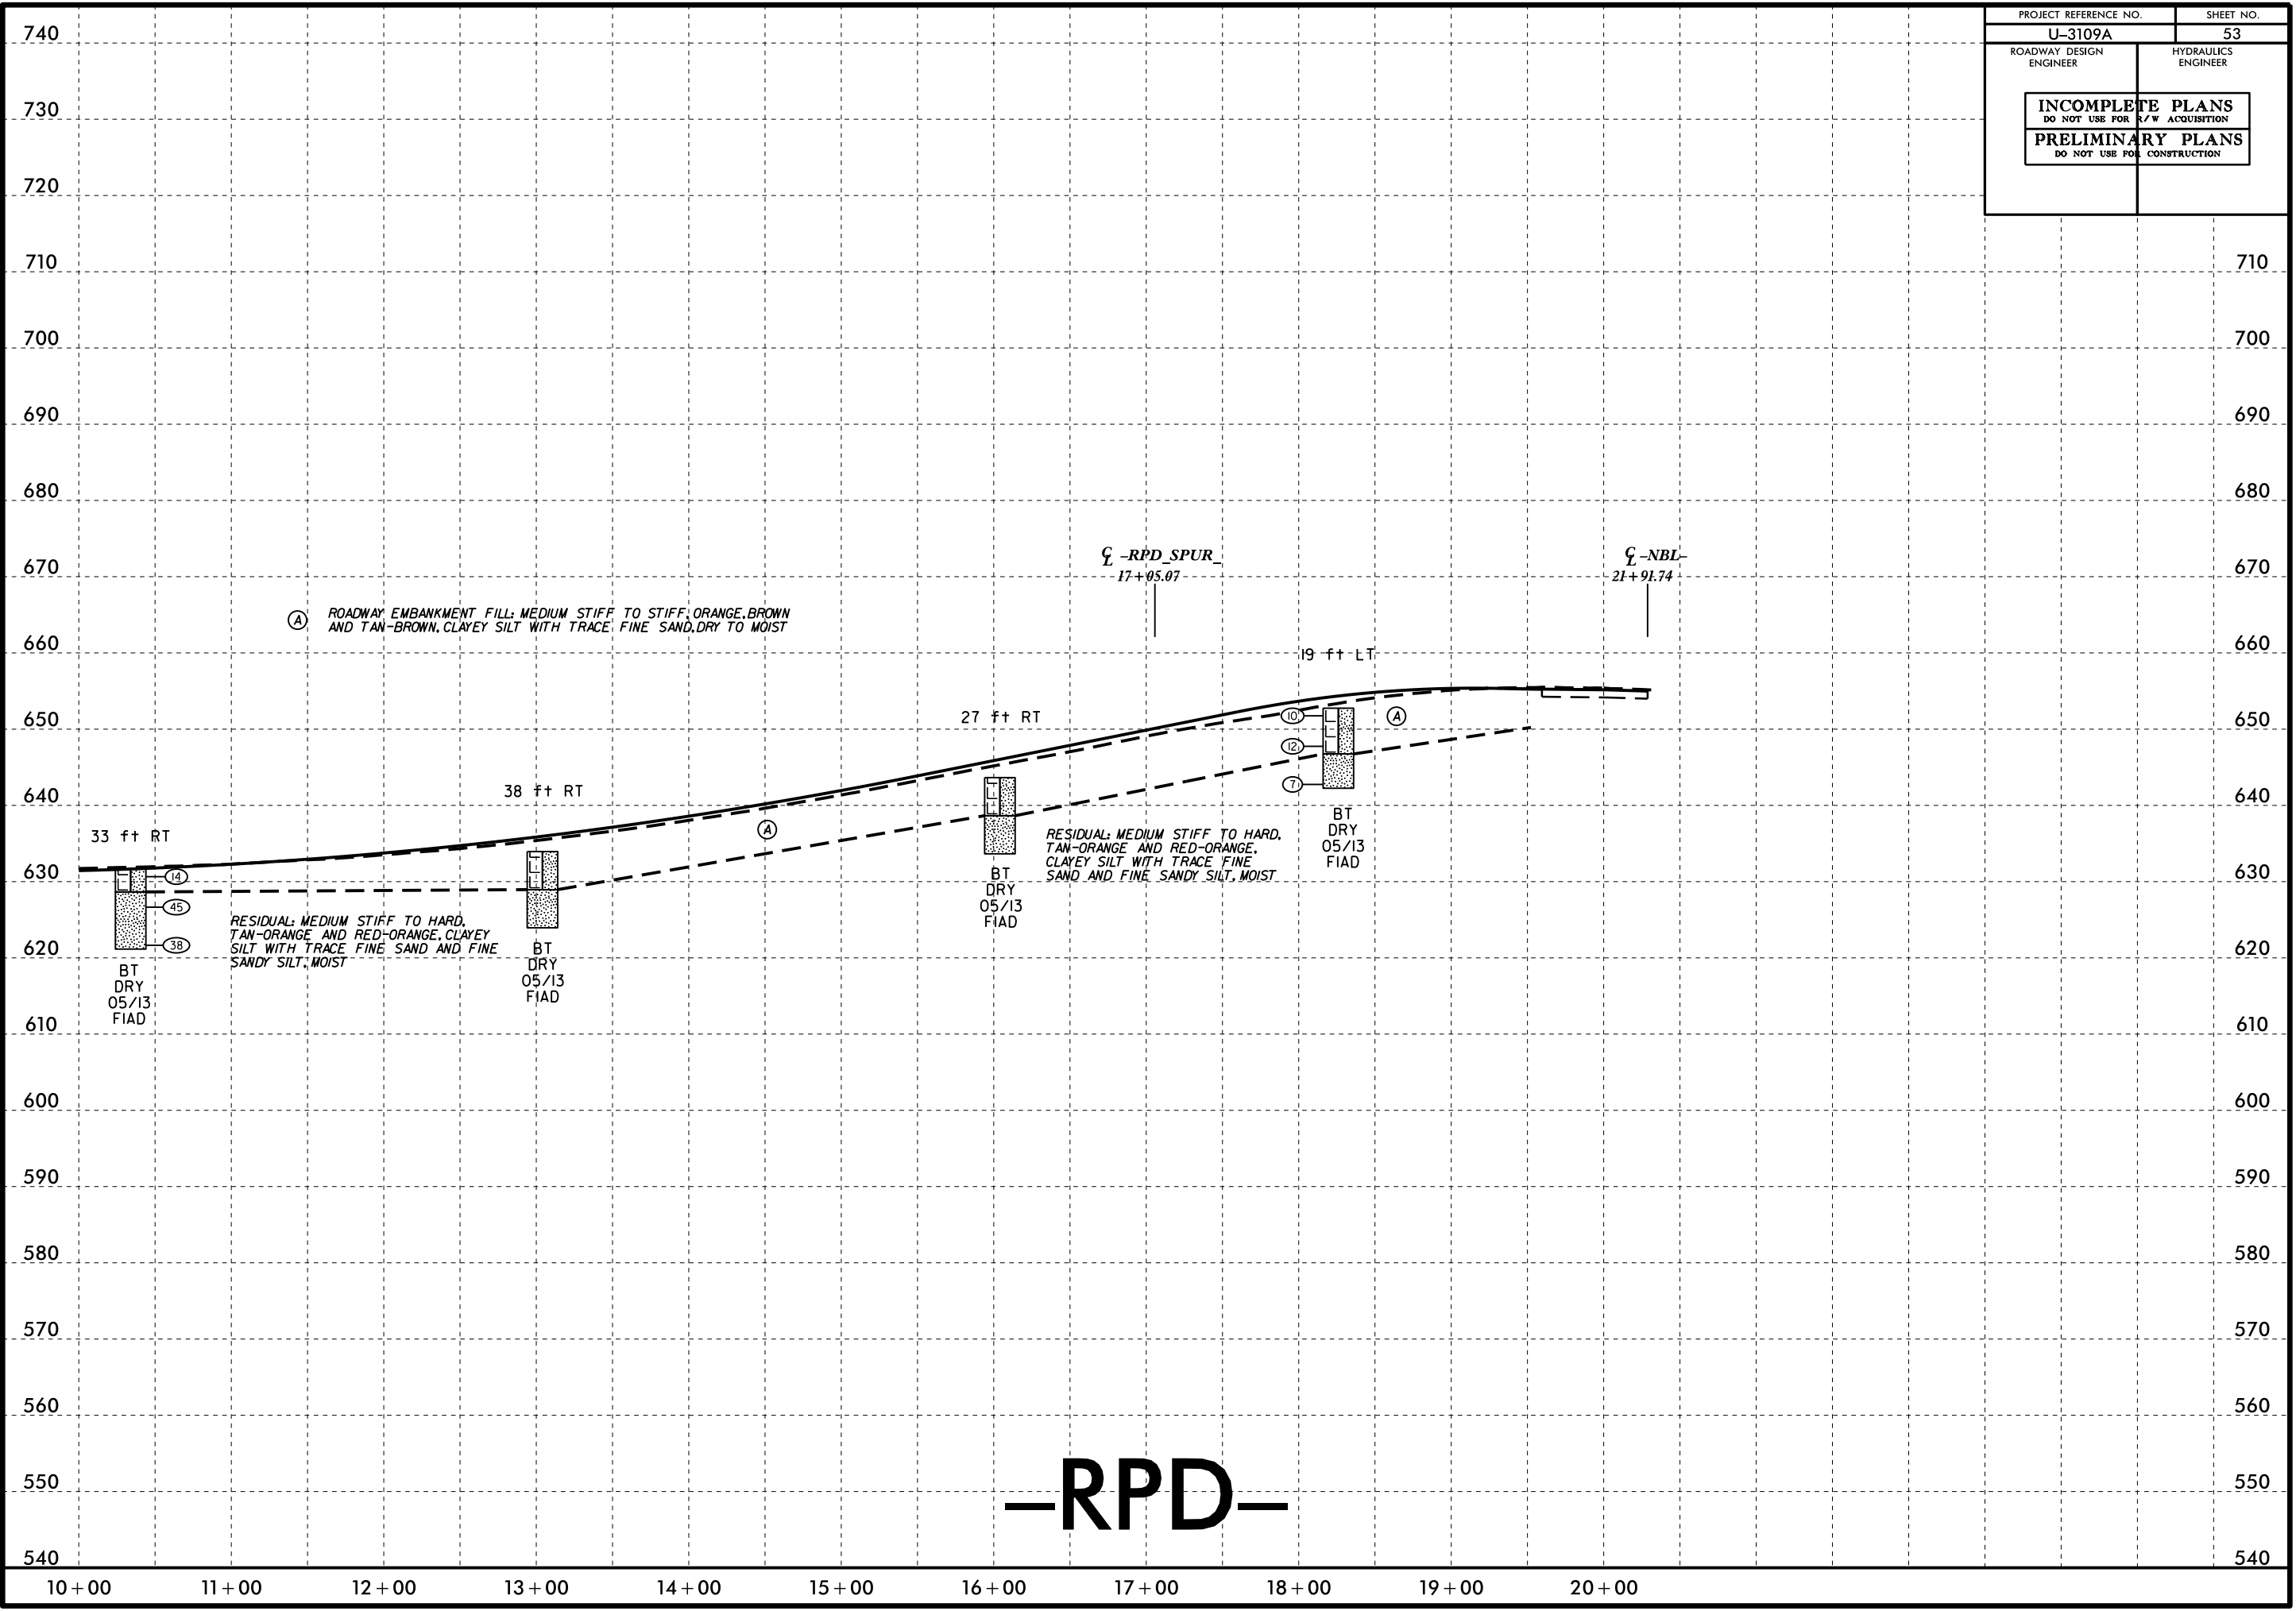 PROJECT REFERENCE NO. SHEET NO.
U–3109A 53
ROADWAY DESIGN ENGINEER
HYDRAULICS ENGINEER
INCOMPLETE PLANS
DO NOT USE FOR R/W ACQUISITION
PRELIMINARY PLANS
DO NOT USE FOR CONSTRUCTION
740
730
720
710 710
700 700
690 690
680 680
670 670
660 660
650 650
640 640
630 630
620 620
610 610
600 600
590 590
580 580
570 570
560 560
550 550
540 540
℄ –RPD_SPUR_
17+05.07
℄ –NBL–
21+91.74
A
ROADWAY EMBANKMENT FILL: MEDIUM STIFF TO STIFF, ORANGE, BROWN
AND TAN-BROWN, CLAYEY SILT WITH TRACE FINE SAND, DRY TO MOIST
33 ft RT
14
45
38
BT
DRY
05/13
FIAD
RESIDUAL: MEDIUM STIFF TO HARD,
TAN-ORANGE AND RED-ORANGE, CLAYEY
SILT WITH TRACE FINE SAND AND FINE
SANDY SILT, MOIST
38 ft RT
BT
DRY
05/13
FIAD
A
27 ft RT
BT
DRY
05/13
FIAD
RESIDUAL: MEDIUM STIFF TO HARD,
TAN-ORANGE AND RED-ORANGE,
CLAYEY SILT WITH TRACE FINE
SAND AND FINE SANDY SILT, MOIST
19 ft LT
10
12
7
A
BT
DRY
05/13
FIAD
–RPD–
10+00 11+00 12+00 13+00 14+00 15+00 16+00 17+00 18+00 19+00 20+00